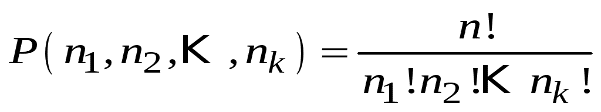 P( n₁, n₂, K , nₖ ) = n! / n₁! n₂! K nₖ!